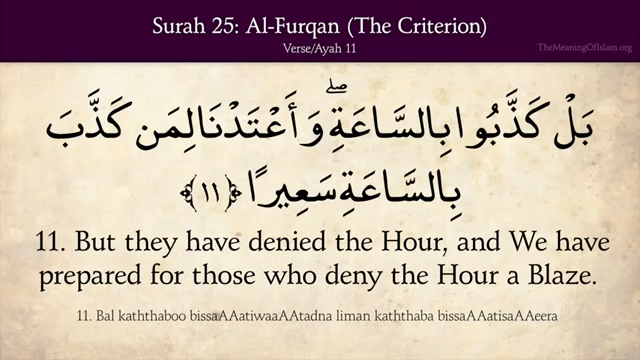 Surah 25: Al-Furqan (The Criterion)
Verse/Ayah 11
TheMeaningOfIslam.org
بَلْ كَذَّبُوا بِالسَّاعَةِ ۖ وَأَعْتَدْنَا لِمَن كَذَّبَ
بِالسَّاعَةِ سَعِيرًا ﴿١١﴾
11. But they have denied the Hour, and We have
prepared for those who deny the Hour a Blaze.
11. Bal kaththaboo bissaAAatiwaaAAtadna liman kaththaba bissaAAatisaAAeera